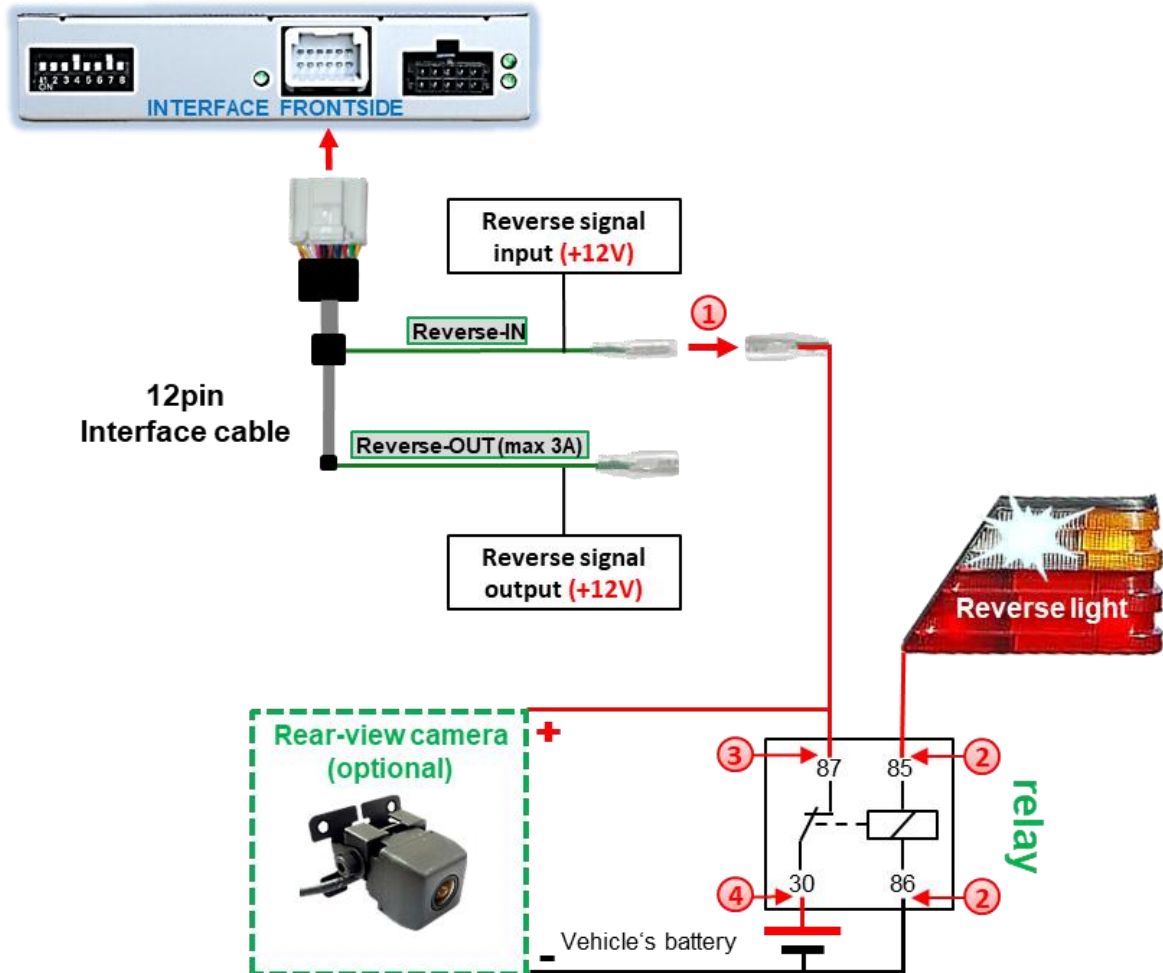 1 2 3 4 5 6 7 8
ON
INTERFACE FRONTSIDE
Reverse signal
input (+12V)
1
Reverse-IN
12pin
Interface cable
Reverse-OUT (max 3A)
Reverse signal
output (+12V)
Reverse light
Rear-view camera
(optional)
+
3
87
85
2
relay
4
30
86
2
Vehicle's battery
-